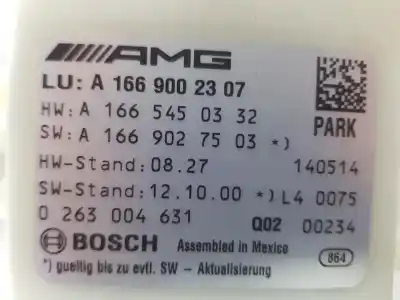 AMG
LU: A 166 900 23 07
HW: A 166 545 03 32
SW: A 166 902 75 03 *) PARK
HW-Stand: 08.27 140514
SW-Stand: 12.10.00 *) L4 0075
0 263 004 631 Q02 00234
BOSCH Assembled in Mexico
*) gueltig bis zu evtl. SW - Aktualisierung 864